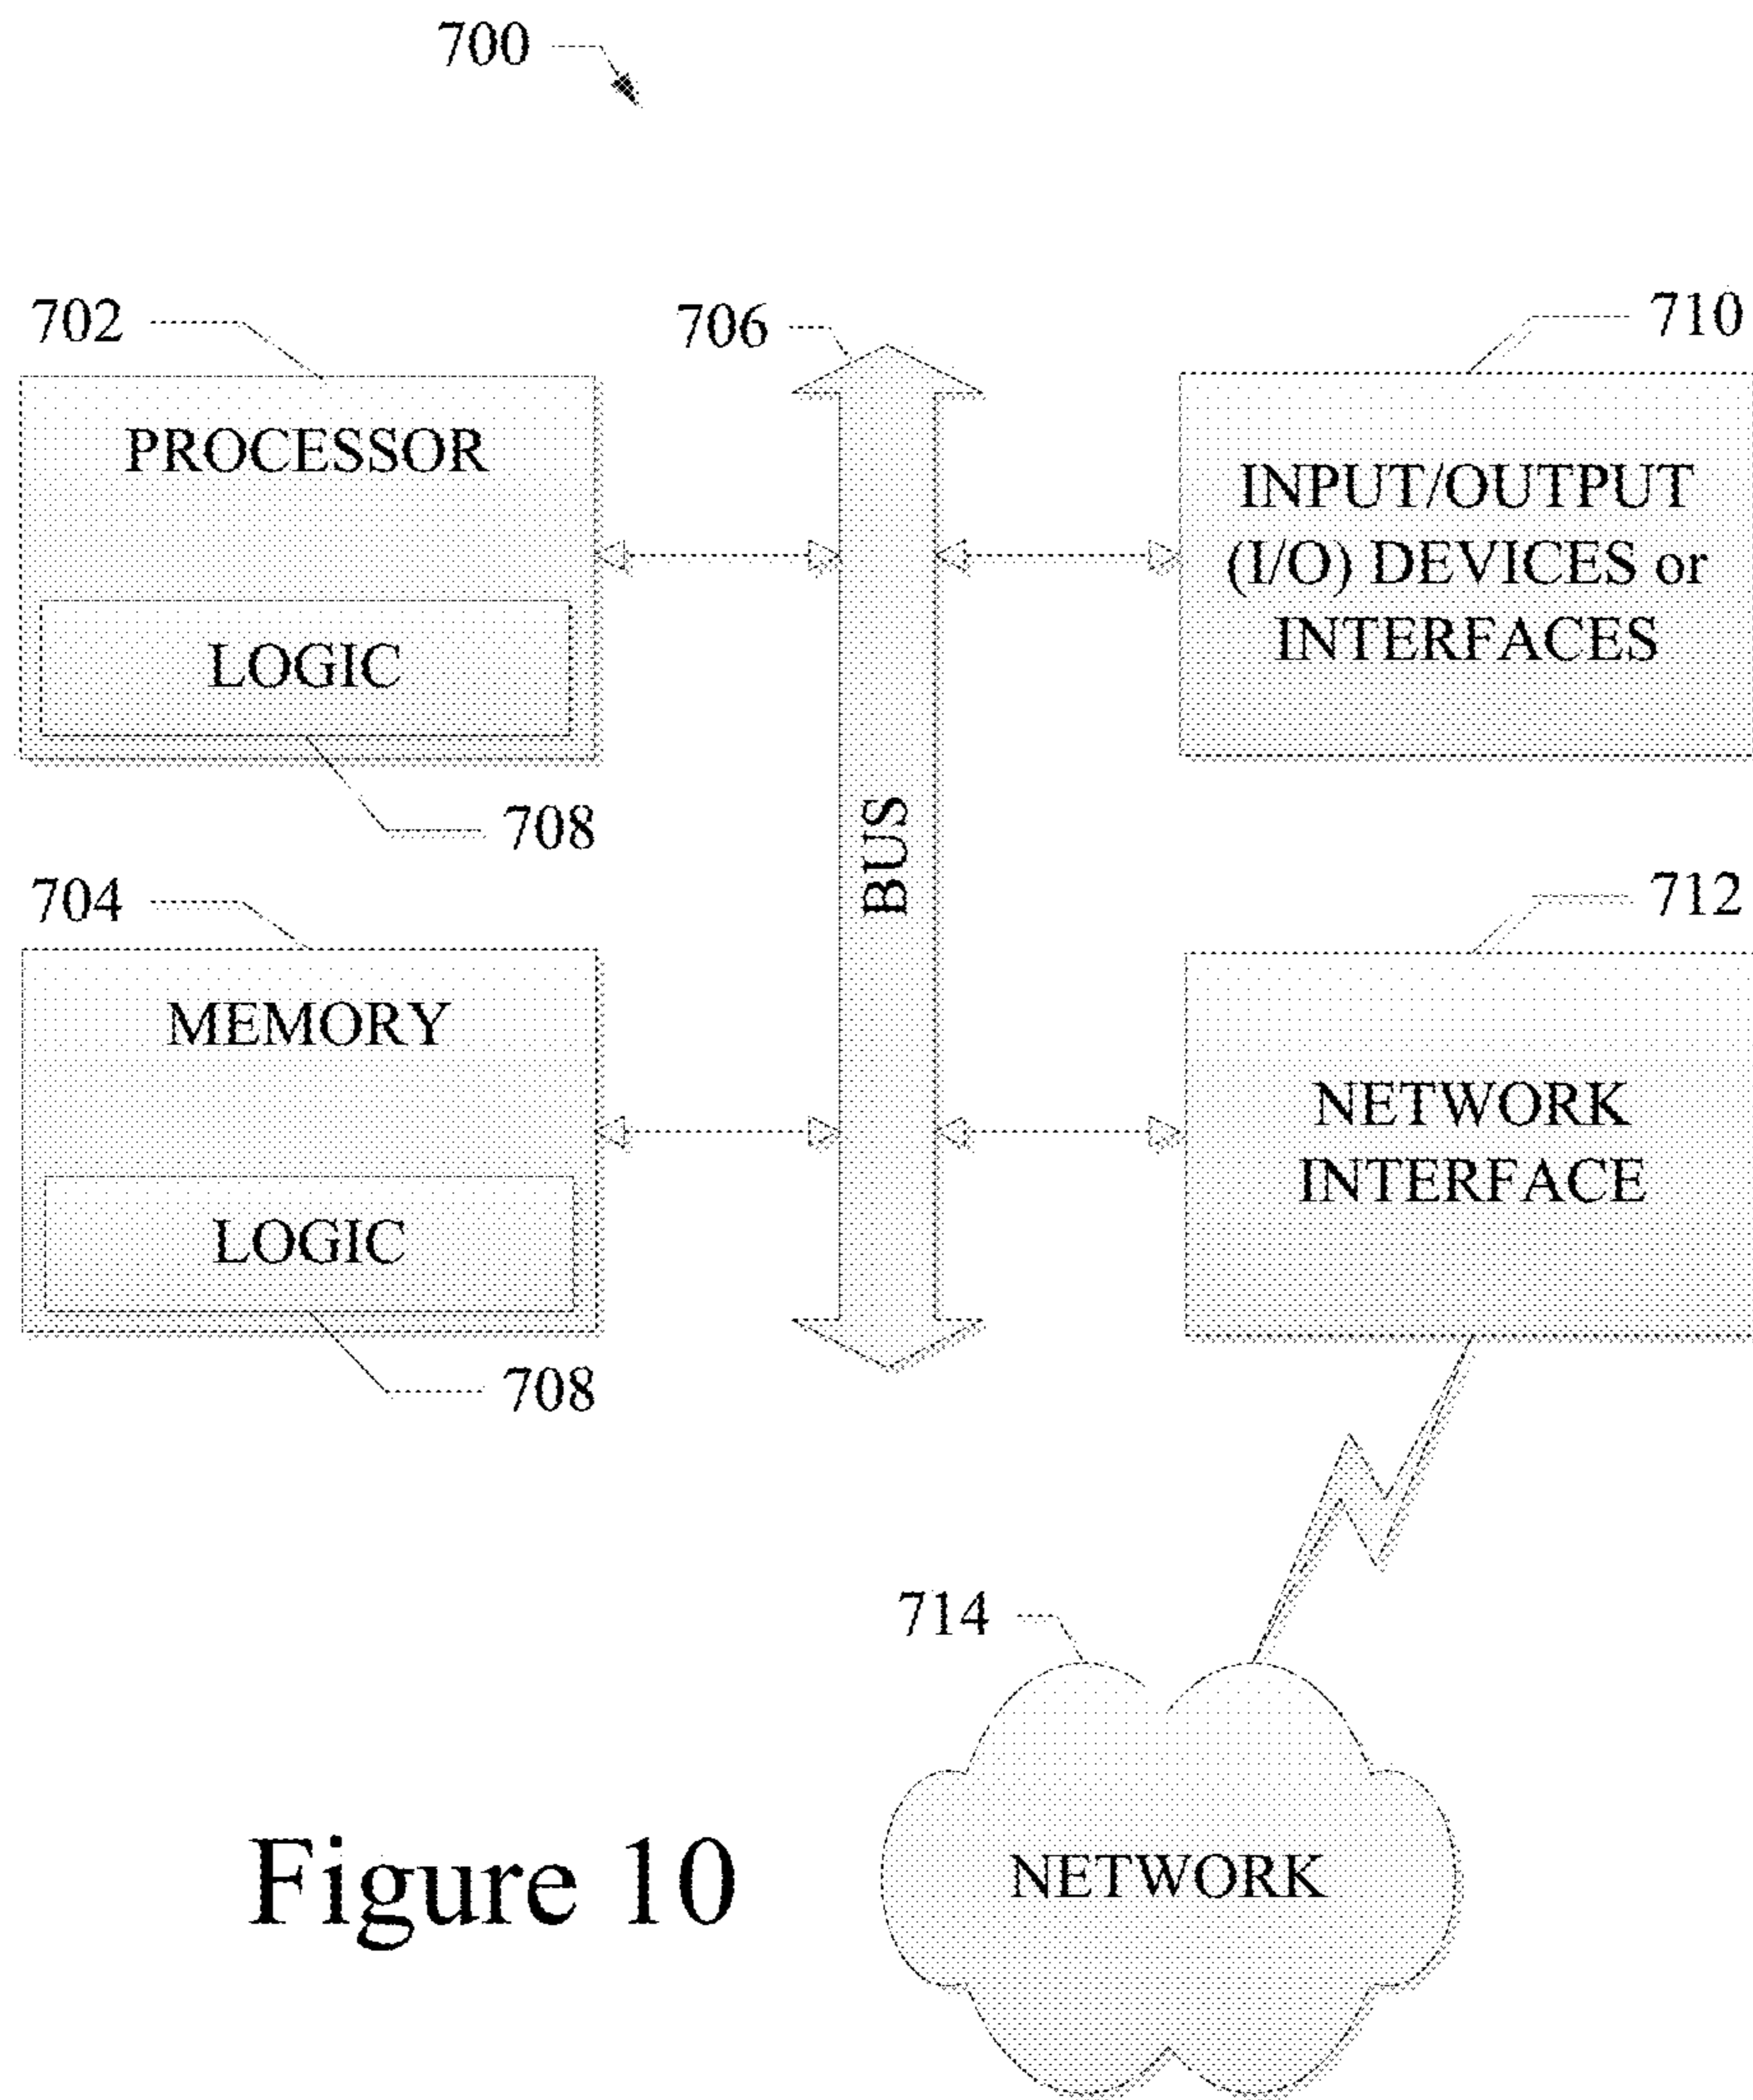 700
702
706
710
PROCESSOR
LOGIC
708
INPUT/OUTPUT
(I/O) DEVICES or
INTERFACES
BUS
704
712
MEMORY
LOGIC
708
NETWORK
INTERFACE
714
NETWORK
Figure 10